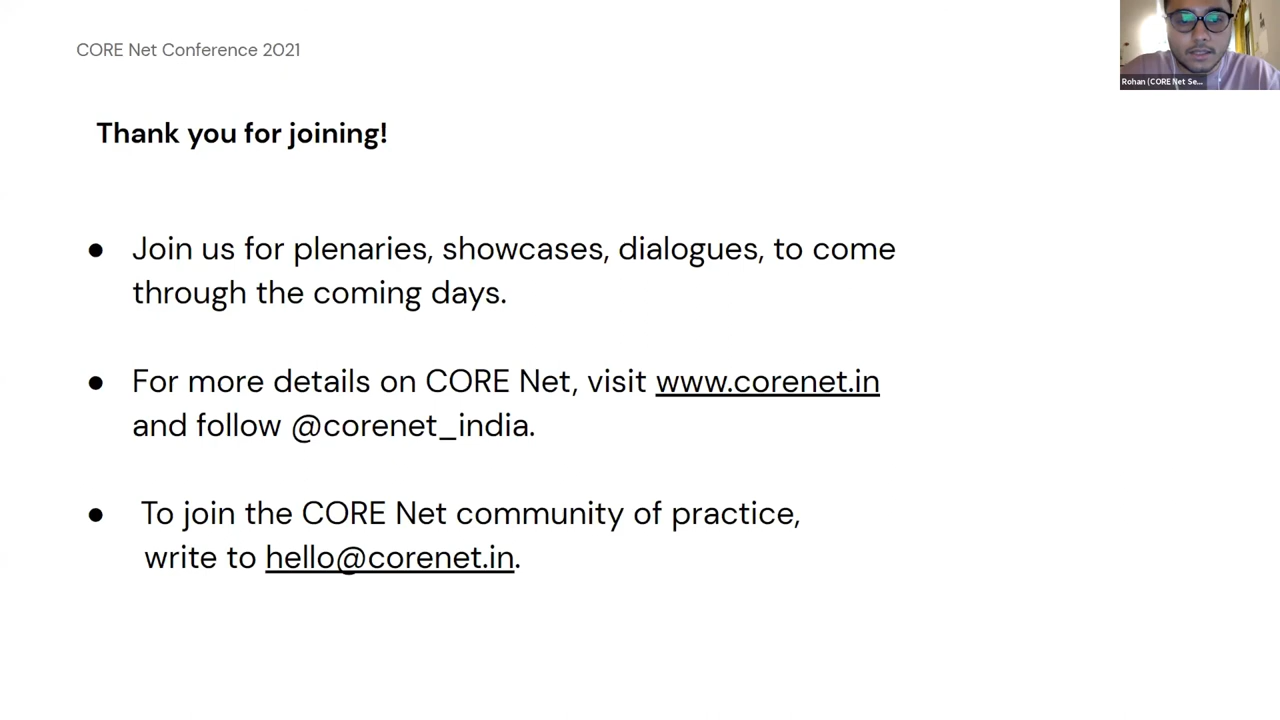 CORE Net Conference 2021
Rohan (CORE Net Se...
Thank you for joining!
● Join us for plenaries, showcases, dialogues, to come
through the coming days.
● For more details on CORE Net, visit www.corenet.in
and follow @corenet_india.
● To join the CORE Net community of practice,
write to hello@corenet.in.